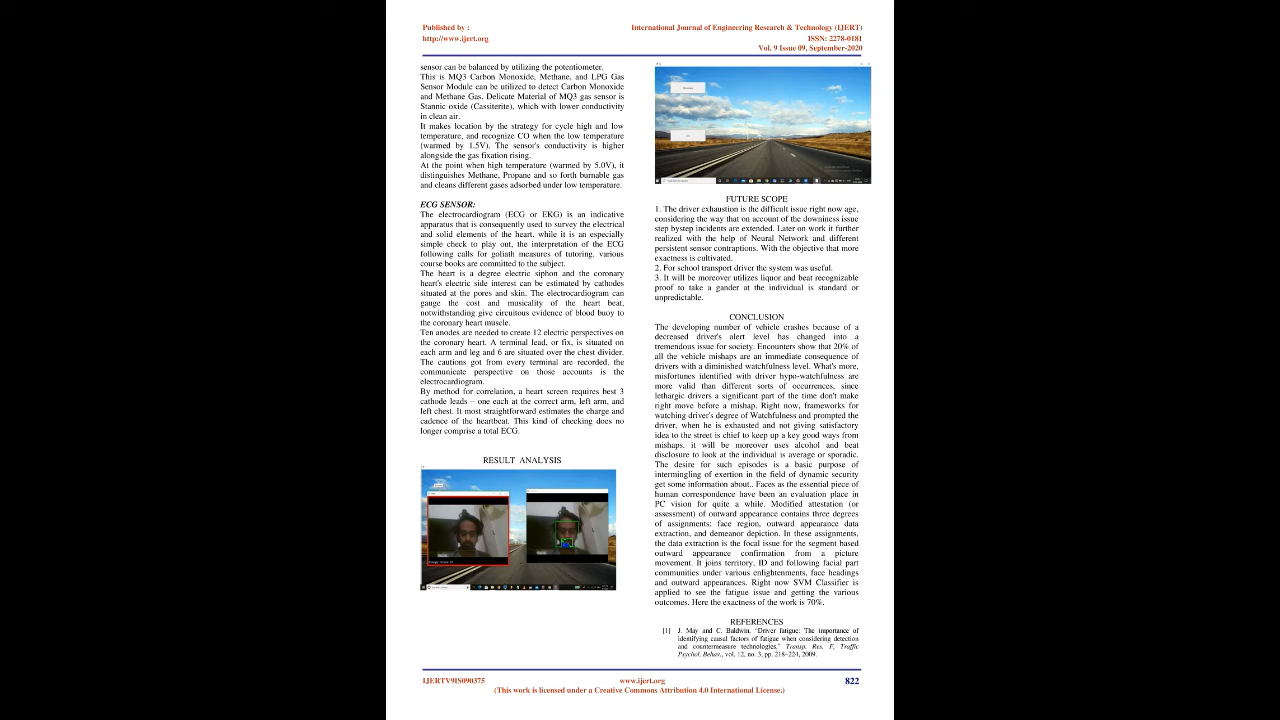 Published by :
http://www.ijert.org
International Journal of Engineering Research & Technology (IJERT)
ISSN: 2278-0181
Vol. 9 Issue 09, September-2020
sensor can be balanced by utilizing the potentiometer.
This is MQ3 Carbon Monoxide, Methane, and LPG Gas
Sensor Module can be utilized to detect Carbon Monoxide
and Methane Gas. Delicate Material of MQ3 gas sensor is
Stannic oxide (Cassiterite), which with lower conductivity
in clean air.
It makes location by the strategy for cycle high and low
temperature, and recognize CO when the low temperature
(warmed by 1.5V). The sensor's conductivity is higher
alongside the gas fixation rising.
At the point when high temperature (warmed by 5.0V), it
distinguishes Methane, Propane and so forth burnable gas
and cleans different gases adsorbed under low temperature.
ECG SENSOR:
The electrocardiogram (ECG or EKG) is an indicative
apparatus that is consequently used to survey the electrical
and solid elements of the heart. while it is an especially
simple check to play out, the interpretation of the ECG
following calls for goliath measures of tutoring. various
course books are committed to the subject.
The heart is a degree electric siphon and the coronary
heart's electric side interest can be estimated by cathodes
situated at the pores and skin. The electrocardiogram can
gauge the cost and musicality of the heart beat,
notwithstanding give circuitous evidence of blood buoy to
the coronary heart muscle.
Ten anodes are needed to create 12 electric perspectives on
the coronary heart. A terminal lead, or fix, is situated on
each arm and leg and 6 are situated over the chest divider.
The cautions got from every terminal are recorded, the
communicate perspective on those accounts is the
electrocardiogram.
By method for correlation, a heart screen requires best 3
cathode leads – one each at the correct arm, left arm, and
left chest. It most straightforward estimates the charge and
cadence of the heartbeat. This kind of checking does no
longer comprise a total ECG.
RESULT ANALYSIS
FUTURE SCOPE
1. The driver exhaustion is the difficult issue right now age,
considering the way that on account of the downiness issue
step bystep incidents are extended. Later on work it further
realized with the help of Neural Network and different
persistent sensor contraptions. With the objective that more
exactness is cultivated.
2. For school transport driver the system was useful.
3. It will be moreover utilizes liquor and beat recognizable
proof to take a gander at the individual is standard or
unpredictable.
CONCLUSION
The developing number of vehicle crashes because of a
decreased driver's alert level has changed into a
tremendous issue for society. Encounters show that 20% of
all the vehicle mishaps are an immediate consequence of
drivers with a diminished watchfulness level. What's more,
misfortunes identified with driver hypo-watchfulness are
more valid than different sorts of occurrences, since
lethargic drivers a significant part of the time don't make
right move before a mishap. Right now, frameworks for
watching driver's degree of Watchfulness and prompted the
driver, when he is exhausted and not giving satisfactory
idea to the street is chief to keep up a key good ways from
mishaps. it will be moreover uses alcohol and beat
disclosure to look at the individual is average or sporadic.
The desire for such episodes is a basic purpose of
intermingling of exertion in the field of dynamic security
get some information about.. Faces as the essential piece of
human correspondence have been an evaluation place in
PC vision for quite a while. Modified attestation (or
assessment) of outward appearance contains three degrees
of assignments: face region, outward appearance data
extraction, and demeanor depiction. In these assignments,
the data extraction is the focal issue for the segment based
outward appearance confirmation from a picture
movement. It joins territory, ID and following facial part
communities under various enlightenments, face headings
and outward appearances. Right now SVM Classifier is
applied to see the fatigue issue and getting the various
outcomes. Here the exactness of the work is 70%.
REFERENCES
[1] J. May and C. Baldwin, "Driver fatigue: The importance of
identifying causal factors of fatigue when considering detection
and countermeasure technologies," Transp. Res. F, Traffic
Psychol. Behav., vol. 12, no. 3, pp. 218–224, 2009.
IJERTV9IS090375
www.ijert.org
822
(This work is licensed under a Creative Commons Attribution 4.0 International License.)